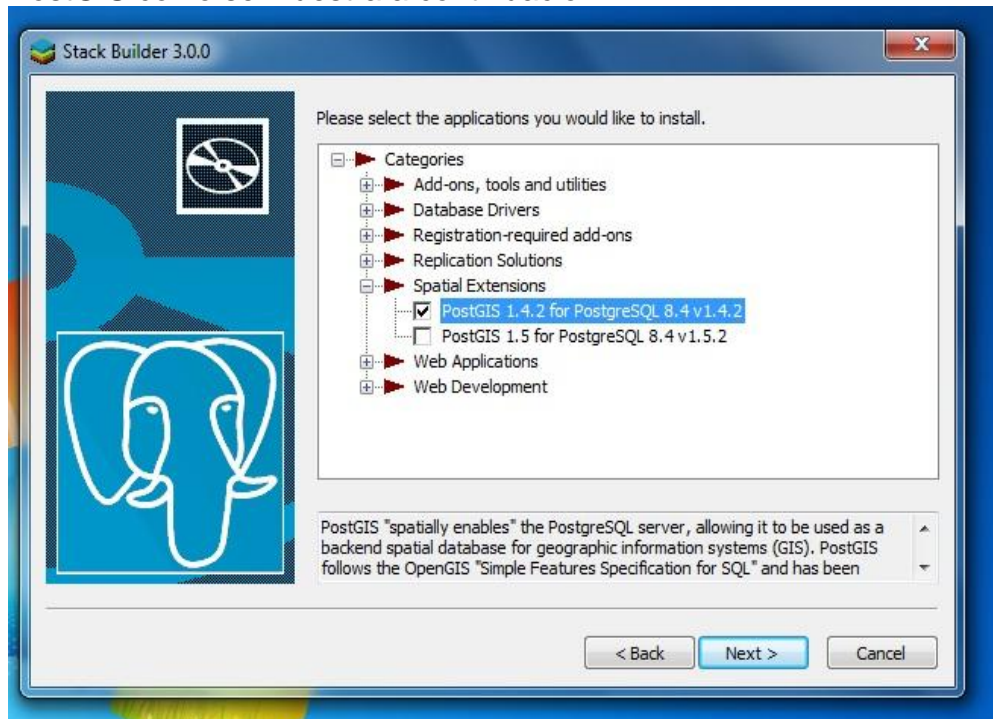 Stack Builder 3.0.0
Please select the applications you would like to install.
Categories
Add-ons, tools and utilities
Database Drivers
Registration-required add-ons
Replication Solutions
Spatial Extensions
PostGIS 1.4.2 for PostgreSQL 8.4 v1.4.2
PostGIS 1.5 for PostgreSQL 8.4 v1.5.2
Web Applications
Web Development
PostGIS "spatially enables" the PostgreSQL server, allowing it to be used as a
backend spatial database for geographic information systems (GIS). PostGIS
follows the OpenGIS "Simple Features Specification for SQL" and has been
< Back Next > Cancel